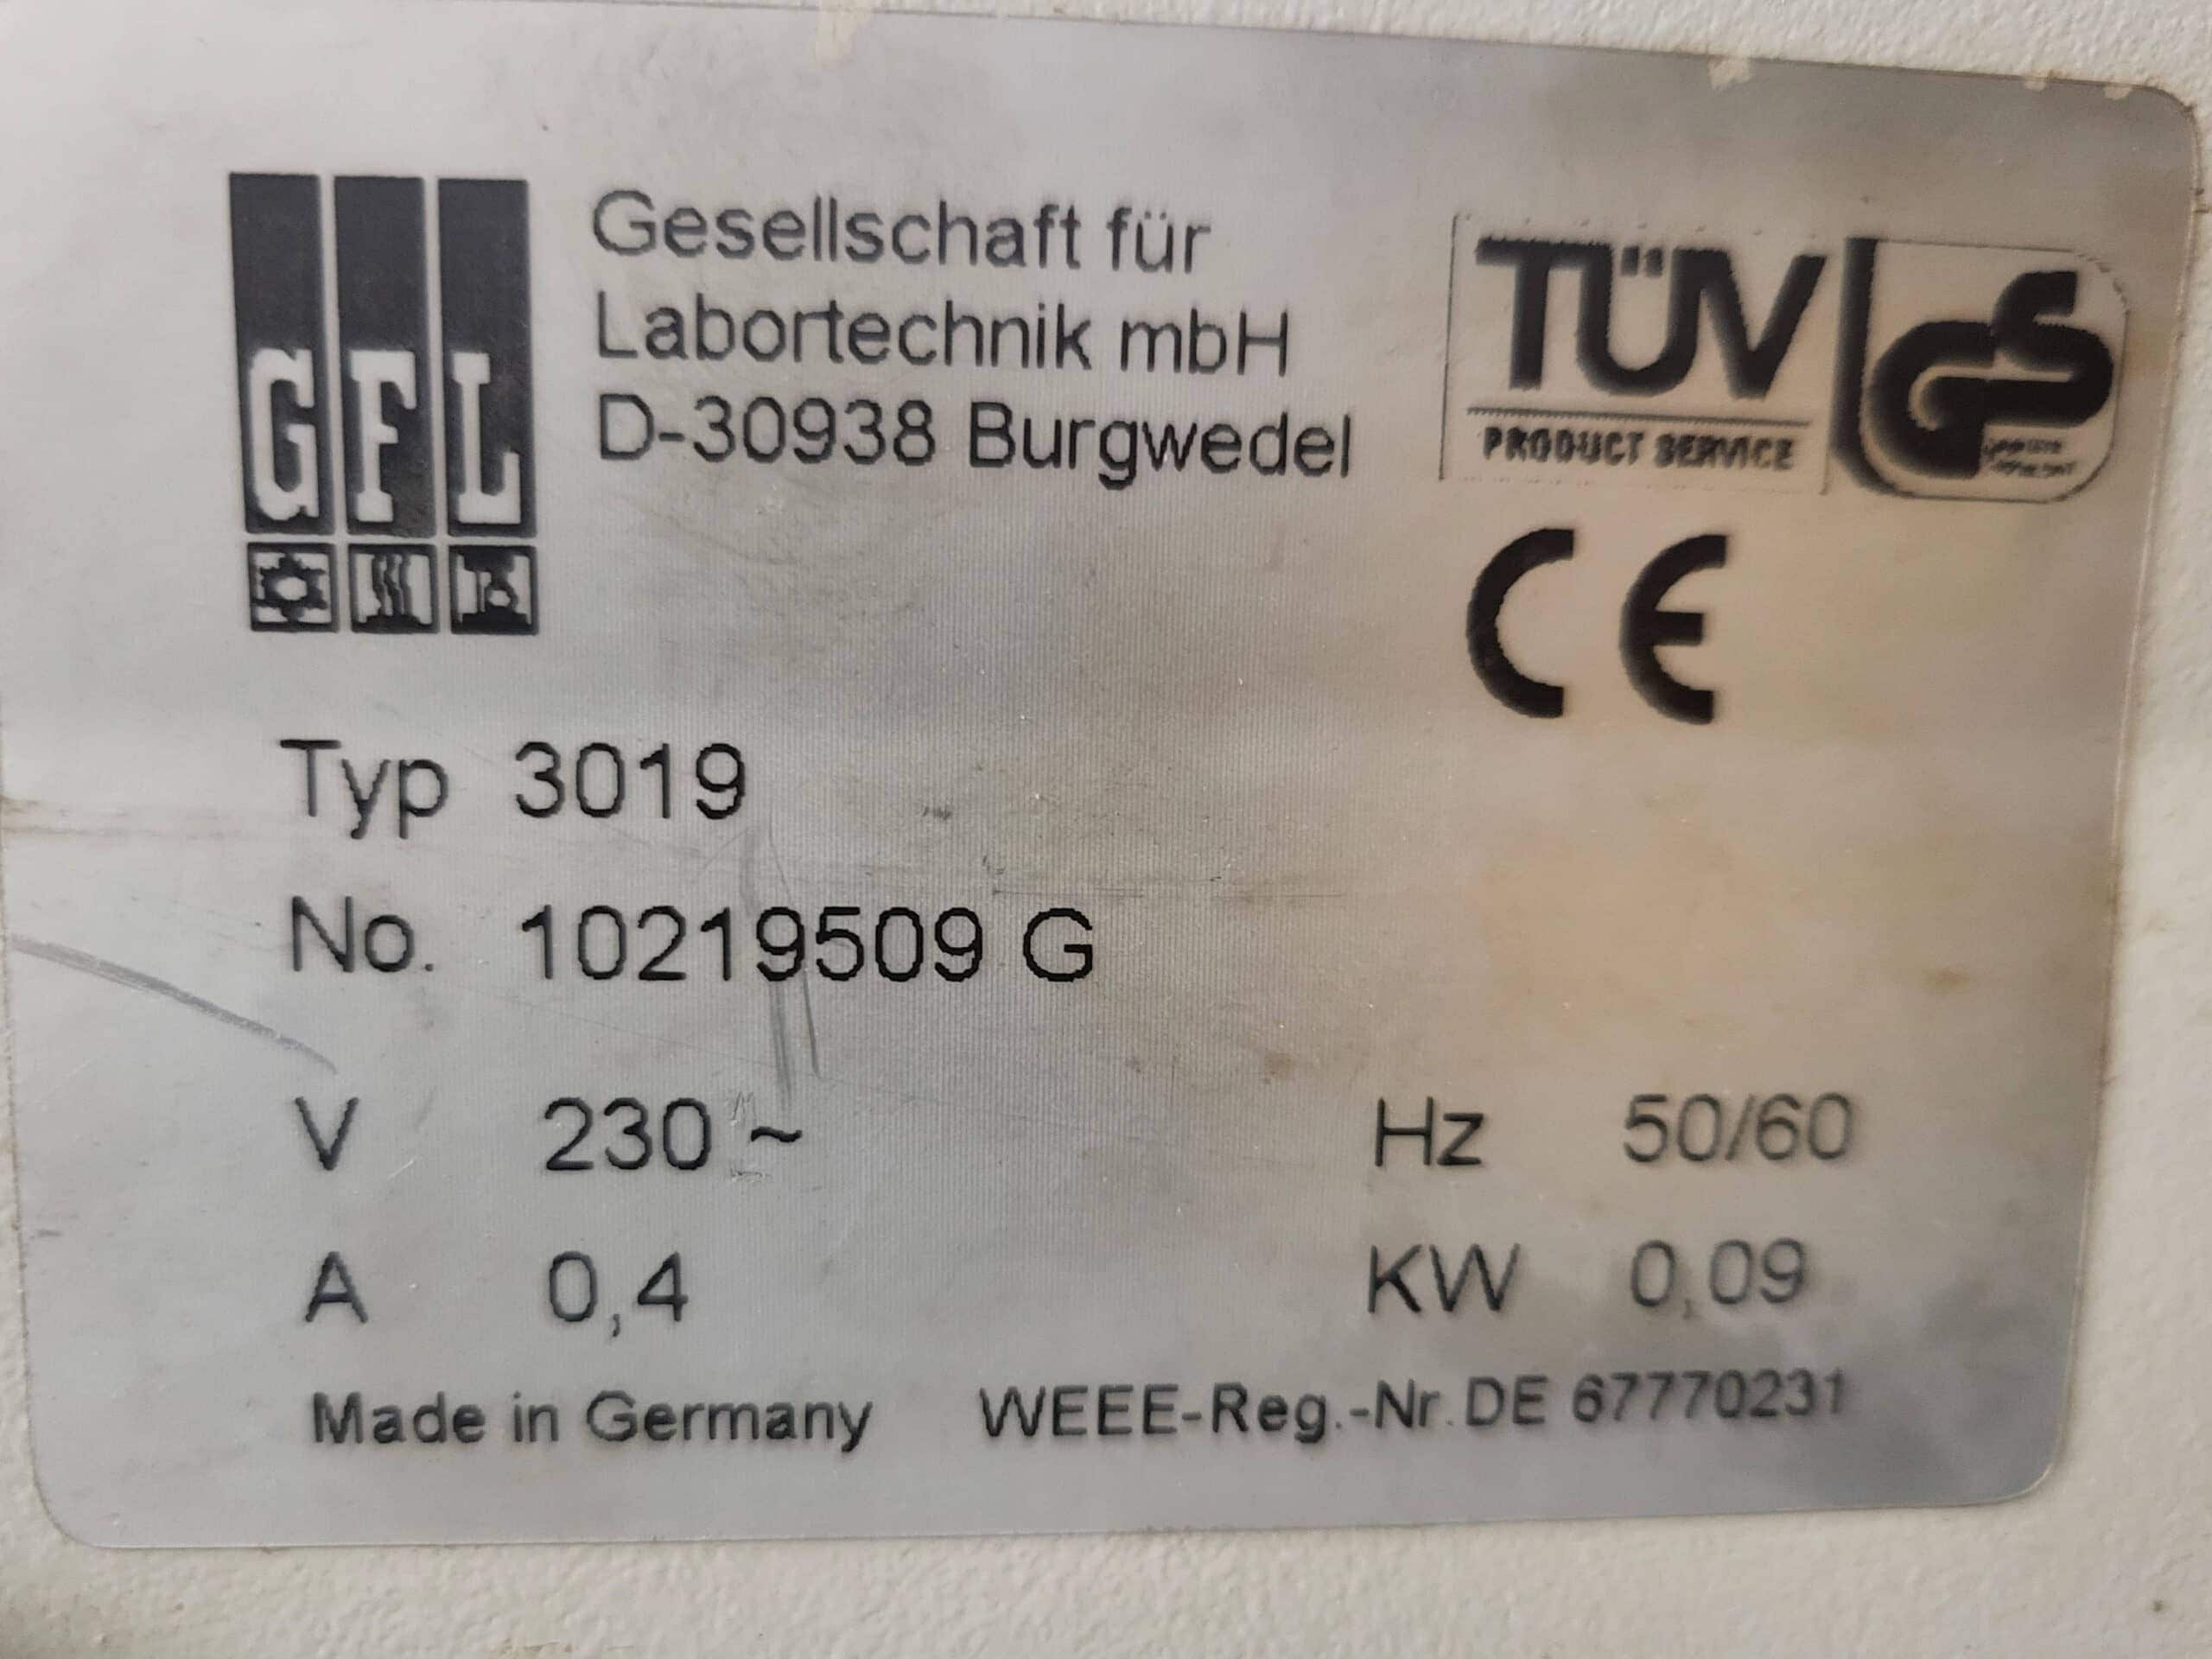 GFL
Gesellschaft für
Labortechnik mbH
D-30938 Burgwedel
TÜV
PRODUCT SERVICE
GS
CE
Typ 3019
No. 10219509 G
V 230 ~ Hz 50/60
A 0,4 KW 0,09
Made in Germany WEEE-Reg.-Nr. DE 67770231